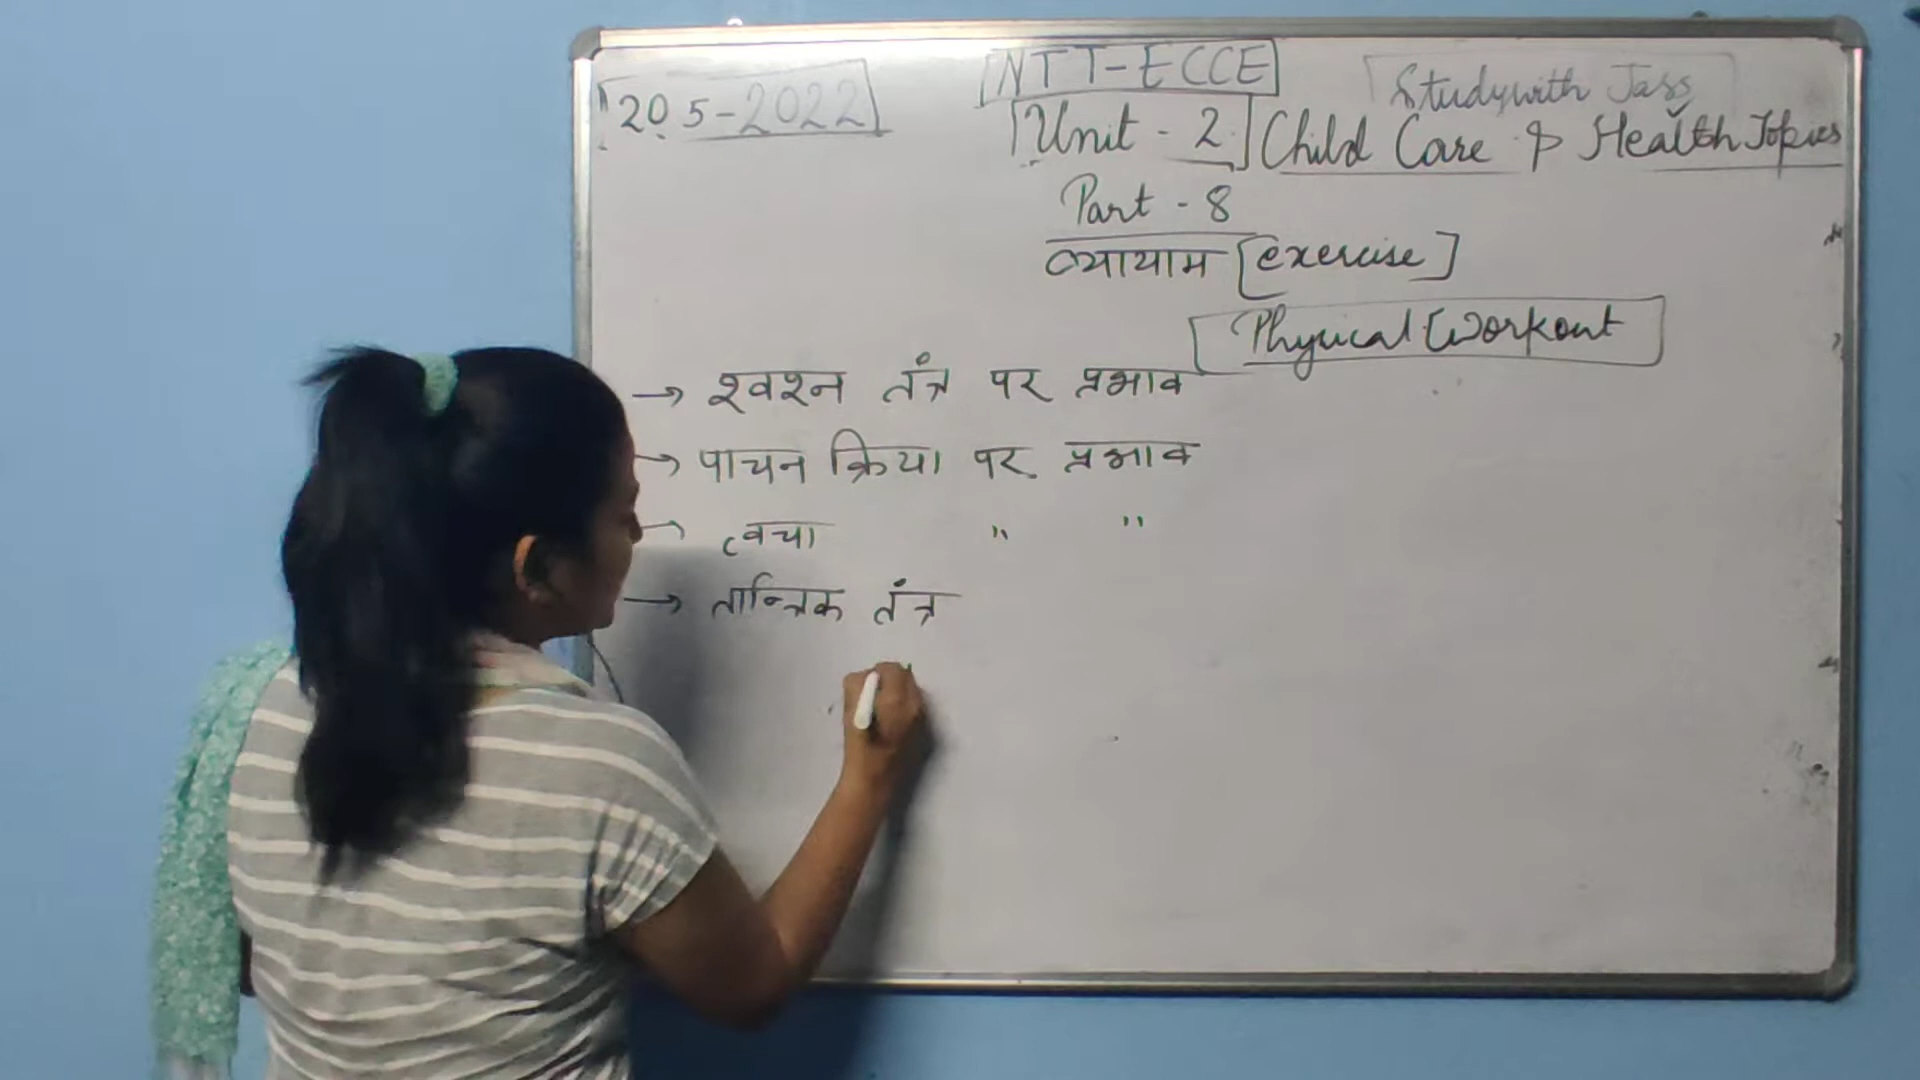 NTT-ECCE
Study with Jass
20.5-2022
Unit - 2 Child Care & Health Topics
Part - 8
व्यायाम [exercise]
Physical Workout
→ श्वश्न तंत्र पर प्रभाव
→ पाचन क्रिया पर प्रभाव
→ त्वचा " "
→ तान्त्रिक तंत्र